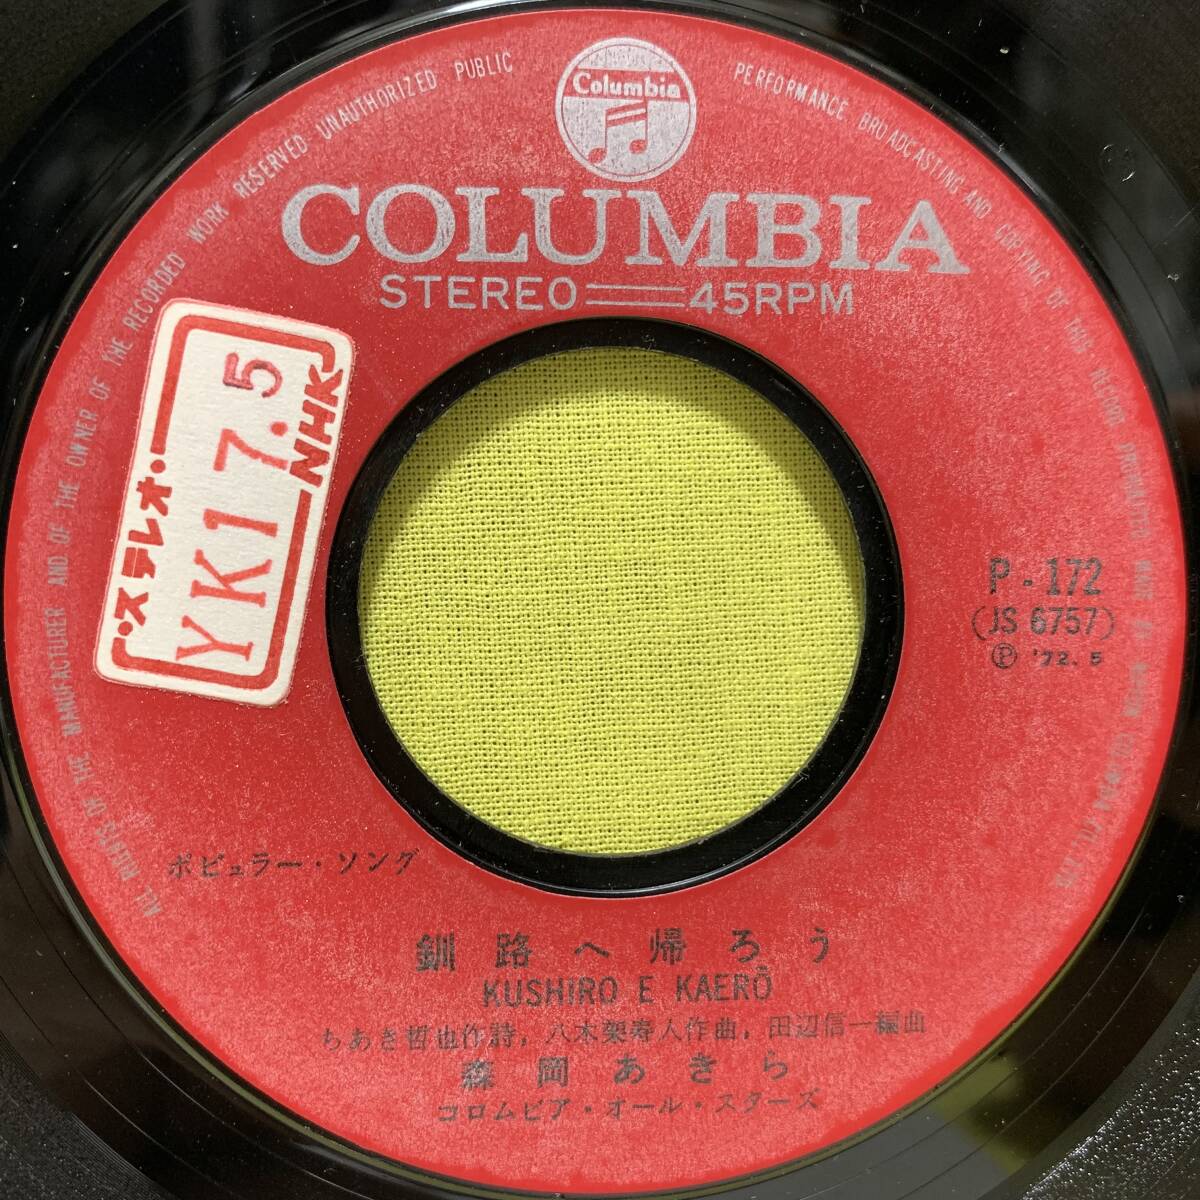 ALL RIGHTS OF THE MANUFACTURER AND OF THE OWNER OF THE RECORDED WORK RESERVED UNAUTHORIZED PUBLIC PERFORMANCE BROADCASTING AND COPYING OF THIS RECORD PROHIBITED MADE BY NIPPON
Columbia
COLUMBIA
STEREO 45RPM
・ステレオ・
NHK
YK17.5
P-172
(JS 6757)
Ⓟ '72.5
ポピュラー・ソング
釧路へ帰ろう
KUSHIRO E KAERŌ
ちあき哲也作詩，八木架寿人作曲，田辺信一編曲
森岡あきら
コロムビア・オール・スターズ